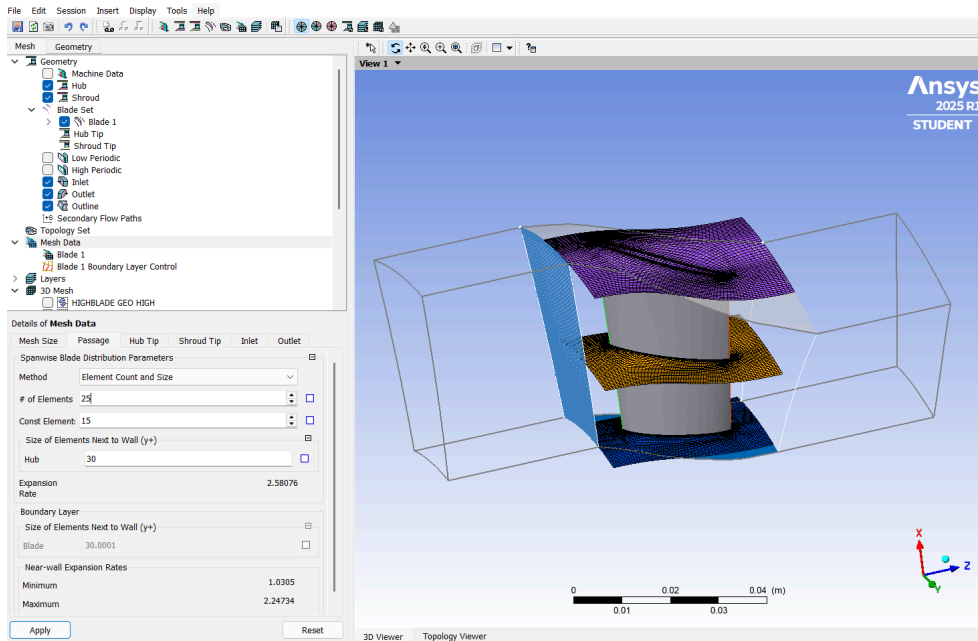 File Edit Session Insert Display Tools Help
Mesh Geometry
View 1
Geometry
Machine Data
Hub
Shroud
Blade Set
Blade 1
Hub Tip
Shroud Tip
Low Periodic
High Periodic
Inlet
Outlet
Outline
Secondary Flow Paths
Topology Set
Mesh Data
Blade 1
Blade 1 Boundary Layer Control
Layers
3D Mesh
HIGHBLADE GEO HIGH
Details of Mesh Data
Mesh Size Passage Hub Tip Shroud Tip Inlet Outlet
Spanwise Blade Distribution Parameters
Method Element Count and Size
# of Elements 25
Const Element: 15
Size of Elements Next to Wall (y+)
Hub 30
Expansion 2.58076
Rate
Boundary Layer
Size of Elements Next to Wall (y+)
Blade 30.0001
Near-wall Expansion Rates
Minimum 1.0305
Maximum 2.24734
Apply Reset
Ansys
2025 R1
STUDENT
X
Z
Y
0 0.02 0.04 (m)
0.01 0.03
3D Viewer Topology Viewer